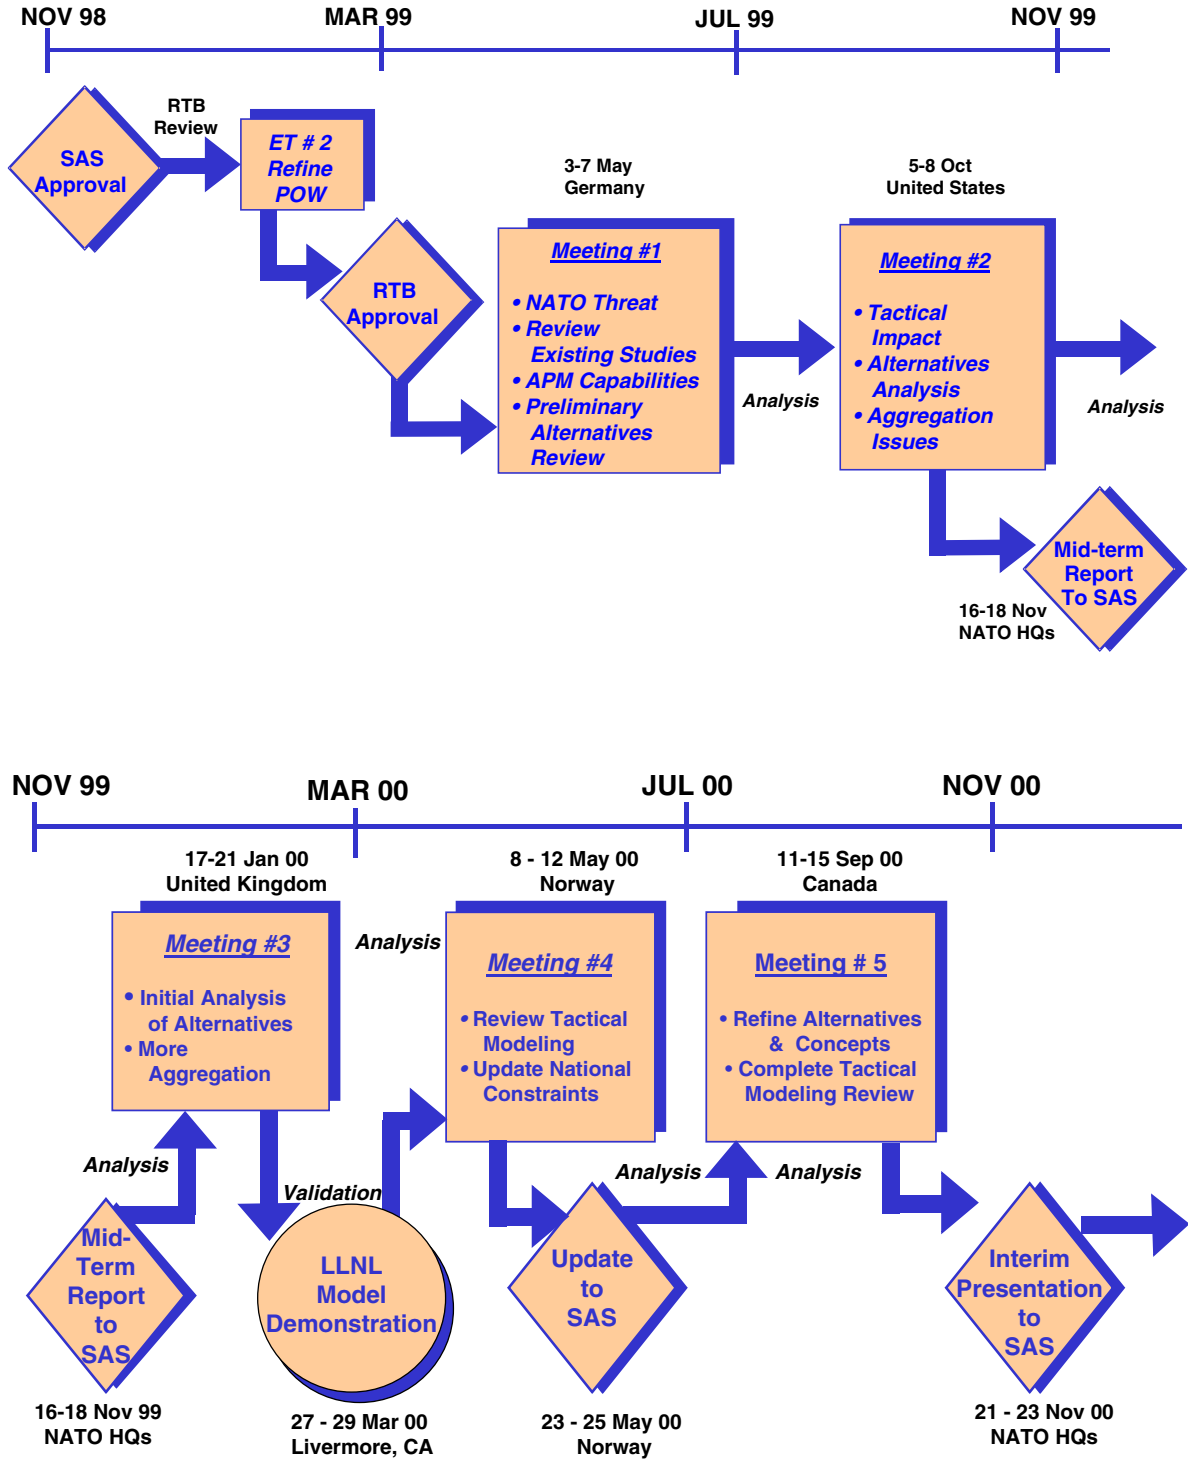 NOV 98
MAR 99
JUL 99
NOV 99
SAS
Approval
RTB
Review
ET # 2
Refine
POW
RTB
Approval
3-7 May
Germany
Meeting #1
• NATO Threat
• Review
Existing Studies
• APM Capabilities
• Preliminary
Alternatives
Review
Analysis
5-8 Oct
United States
Meeting #2
• Tactical
Impact
• Alternatives
Analysis
• Aggregation
Issues
Analysis
Mid-term
Report
To SAS
16-18 Nov
NATO HQs
NOV 99
MAR 00
JUL 00
NOV 00
17-21 Jan 00
United Kingdom
Meeting #3
• Initial Analysis
of Alternatives
• More
Aggregation
Analysis
Mid-
Term
Report
to
SAS
16-18 Nov 99
NATO HQs
Validation
LLNL
Model
Demonstration
27 - 29 Mar 00
Livermore, CA
Analysis
8 - 12 May 00
Norway
Meeting #4
• Review Tactical
Modeling
• Update National
Constraints
Update
to
SAS
23 - 25 May 00
Norway
Analysis
11-15 Sep 00
Canada
Meeting # 5
• Refine Alternatives
& Concepts
• Complete Tactical
Modeling Review
Analysis
Interim
Presentation
to
SAS
21 - 23 Nov 00
NATO HQs